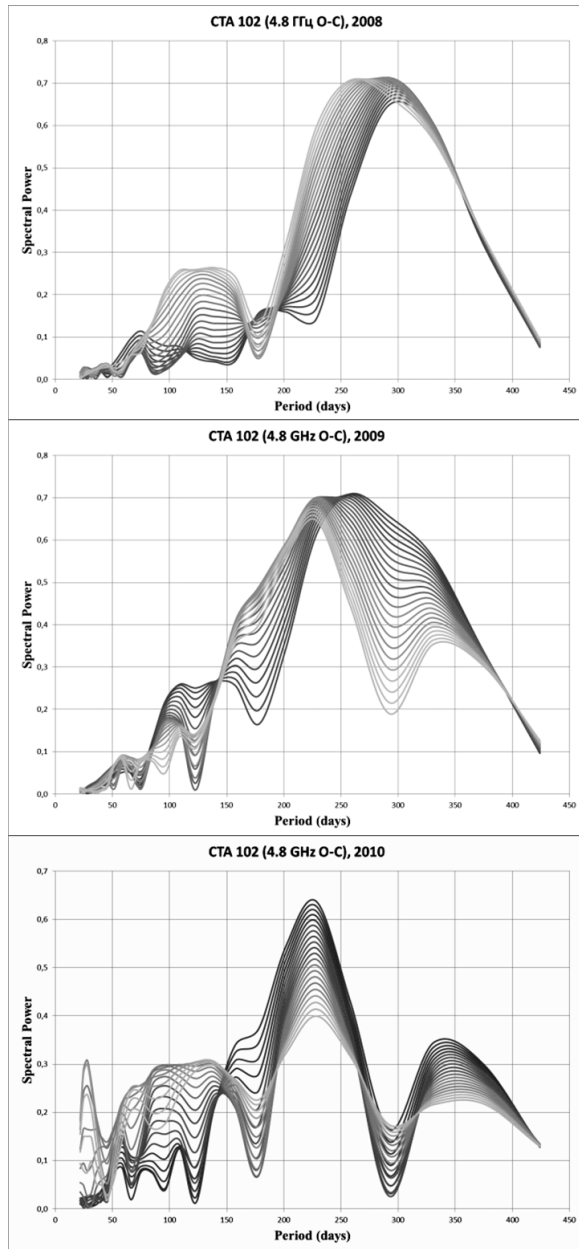 CTA 102 (4.8 ГГц O-C), 2008
Spectral Power
0,8
0,7
0,6
0,5
0,4
0,3
0,2
0,1
0,0
0 50 100 150 200 250 300 350 400 450
Period (days)
CTA 102 (4.8 GHz O-C), 2009
Spectral Power
0,8
0,7
0,6
0,5
0,4
0,3
0,2
0,1
0,0
0 50 100 150 200 250 300 350 400 450
Period (days)
CTA 102 (4.8 GHz O-C), 2010
Spectral Power
0,7
0,6
0,5
0,4
0,3
0,2
0,1
0,0
0 50 100 150 200 250 300 350 400 450
Period (days)